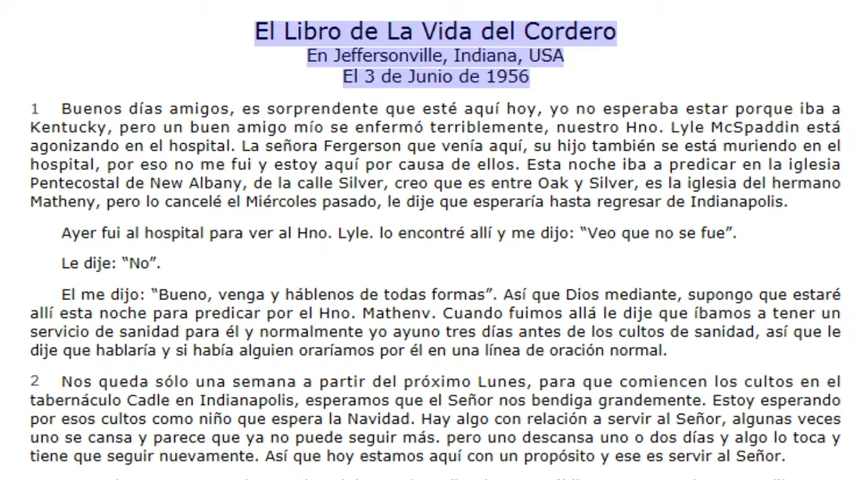 El Libro de La Vida del Cordero
En Jeffersonville, Indiana, USA
El 3 de Junio de 1956
1 Buenos días amigos, es sorprendente que esté aquí hoy, yo no esperaba estar porque iba a
Kentucky, pero un buen amigo mío se enfermó terriblemente, nuestro Hno. Lyle McSpaddin está
agonizando en el hospital. La señora Fergerson que venía aquí, su hijo también se está muriendo en el
hospital, por eso no me fui y estoy aquí por causa de ellos. Esta noche iba a predicar en la iglesia
Pentecostal de New Albany, de la calle Silver, creo que es entre Oak y Silver, es la iglesia del hermano
Matheny, pero lo cancelé el Miércoles pasado, le dije que esperaría hasta regresar de Indianapolis.
Ayer fui al hospital para ver al Hno. Lyle. lo encontré allí y me dijo: “Veo que no se fue”.
Le dije: “No”.
El me dijo: “Bueno, venga y háblenos de todas formas”. Así que Dios mediante, supongo que estaré
allí esta noche para predicar por el Hno. Mathenv. Cuando fuimos allá le dije que íbamos a tener un
servicio de sanidad para él y normalmente yo ayuno tres días antes de los cultos de sanidad, así que le
dije que hablaría y si había alguien oraríamos por él en una línea de oración normal.
2 Nos queda sólo una semana a partir del próximo Lunes, para que comiencen los cultos en el
tabernáculo Cadle en Indianapolis, esperamos que el Señor nos bendiga grandemente. Estoy esperando
por esos cultos como niño que espera la Navidad. Hay algo con relación a servir al Señor, algunas veces
uno se cansa y parece que ya no puede seguir más. pero uno descansa uno o dos días y algo lo toca y
tiene que seguir nuevamente. Así que hoy estamos aquí con un propósito y ese es servir al Señor.